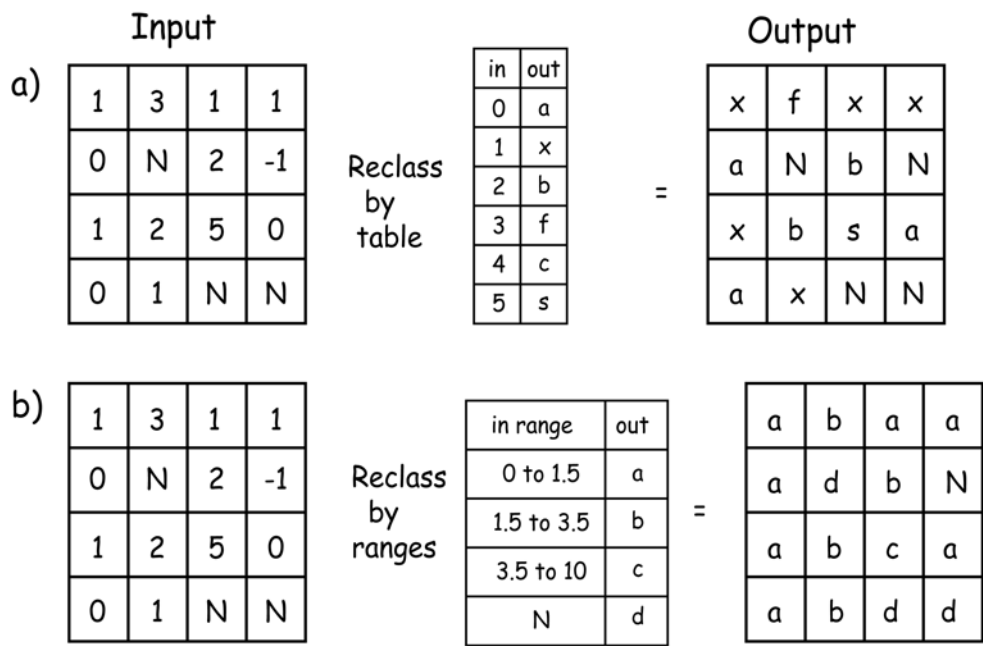 Input
Output
a)
1 3 1 1
0 N 2 -1
1 2 5 0
0 1 N N
Reclass
by
table
in out
0 a
1 x
2 b
3 f
4 c
5 s
=
x f x x
a N b N
x b s a
a x N N
b)
1 3 1 1
0 N 2 -1
1 2 5 0
0 1 N N
Reclass
by
ranges
in range out
0 to 1.5 a
1.5 to 3.5 b
3.5 to 10 c
N d
=
a b a a
a d b N
a b c a
a b d d